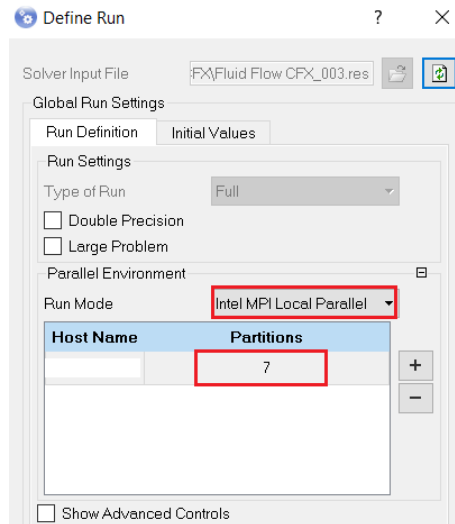 Define Run ? ×
Solver Input File :FX\Fluid Flow CFX_003.res
Global Run Settings
Run Definition Initial Values
Run Settings
Type of Run Full
Double Precision
Large Problem
Parallel Environment
Run Mode Intel MPI Local Parallel
Host Name Partitions
7
+
−
Show Advanced Controls